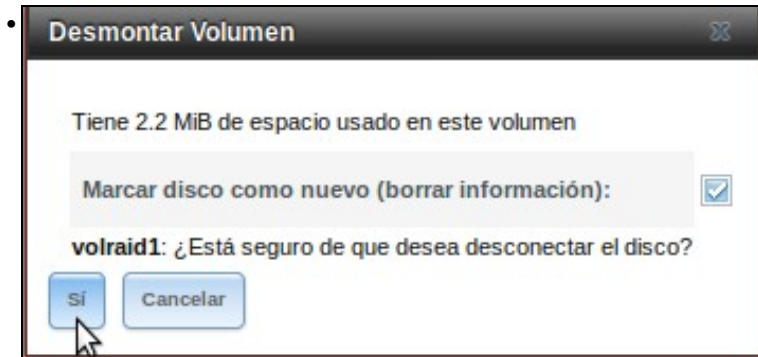 Desmontar Volumen
Tiene 2.2 MiB de espacio usado en este volumen
Marcar disco como nuevo (borrar información):
volraid1: ¿Está seguro de que desea desconectar el disco?
Sí Cancelar